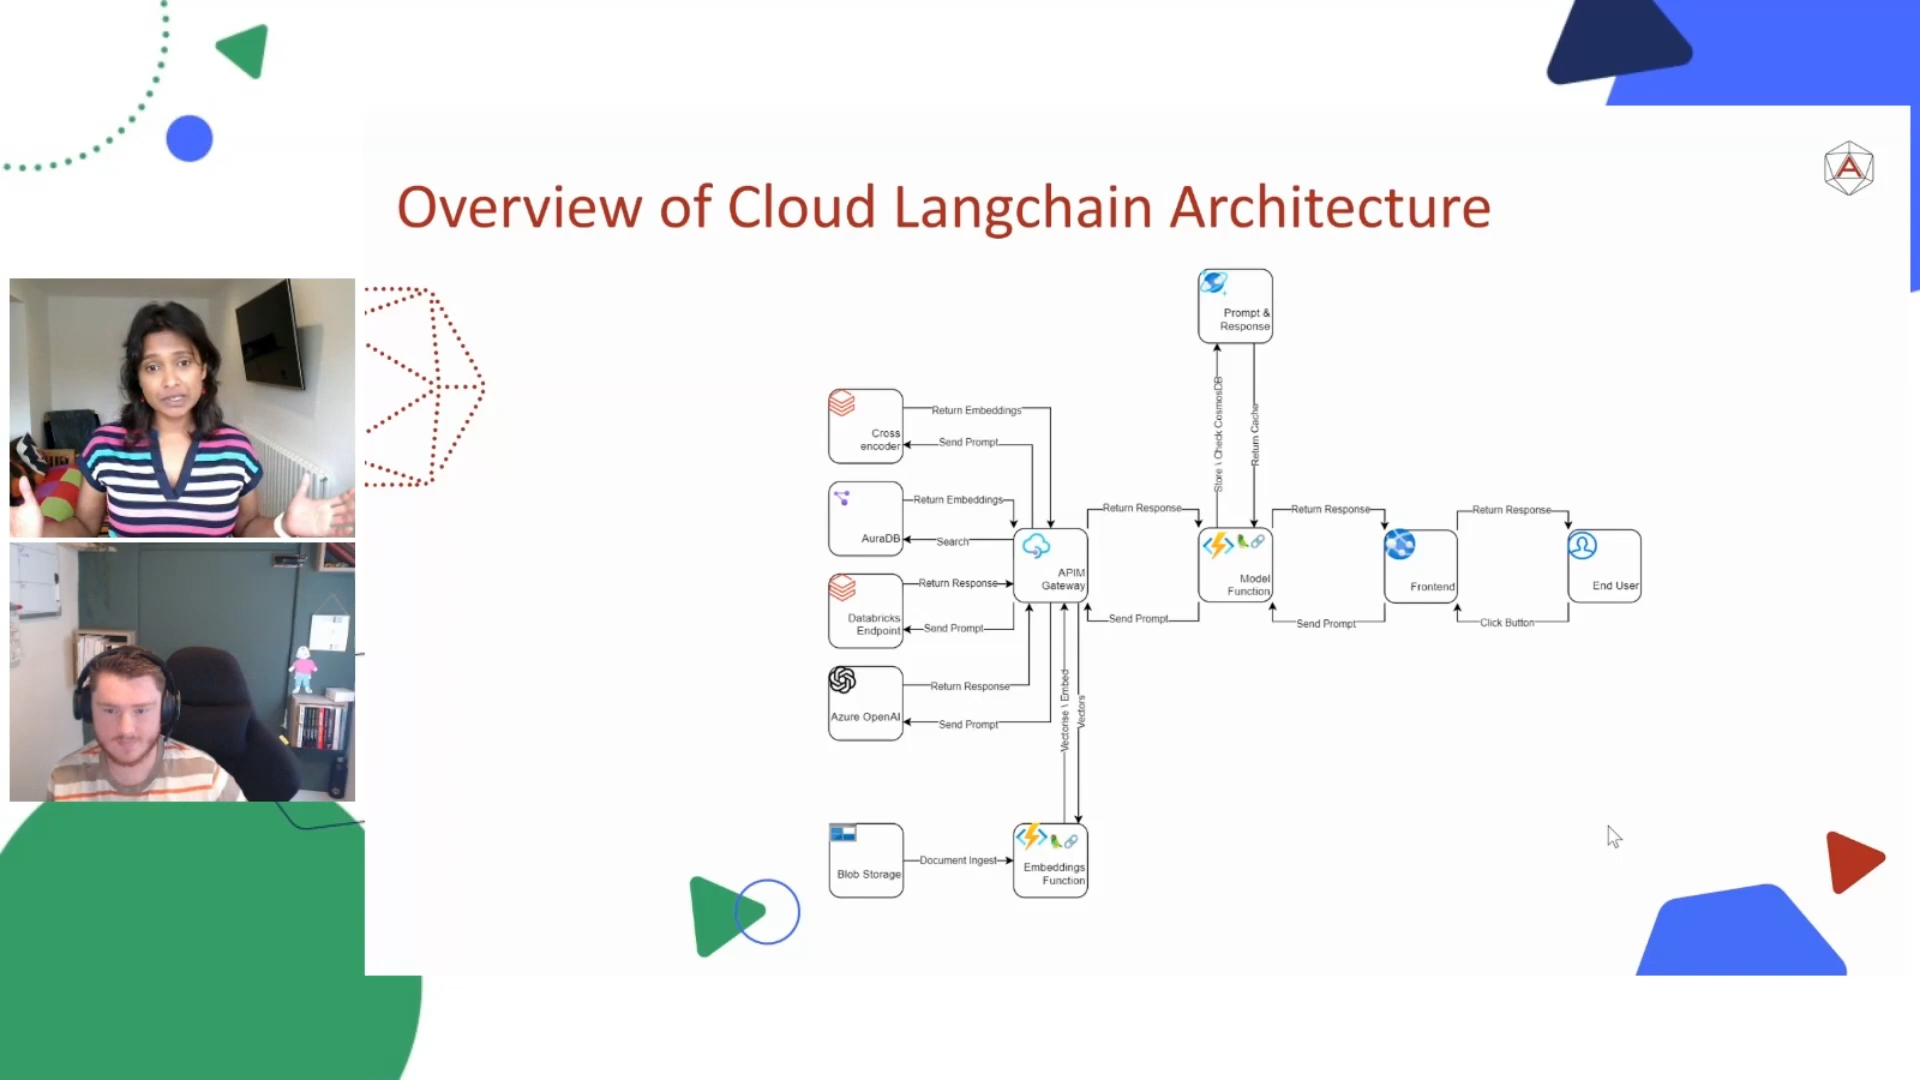 Overview of Cloud Langchain Architecture
A
Prompt &
Response
Store \ Check CosmosDB
Return Cache
Cross
encoder
Return Embeddings
Send Prompt
AuraDB
Return Embeddings
Search
Databricks
Endpoint
Return Response
Send Prompt
Azure OpenAI
Return Response
Send Prompt
APIM
Gateway
Return Response
Send Prompt
Model
Function
Return Response
Send Prompt
Frontend
Return Response
Click Button
End User
Vectorise \ Embed
Vectors
Blob Storage
Document Ingest
Embeddings
Function